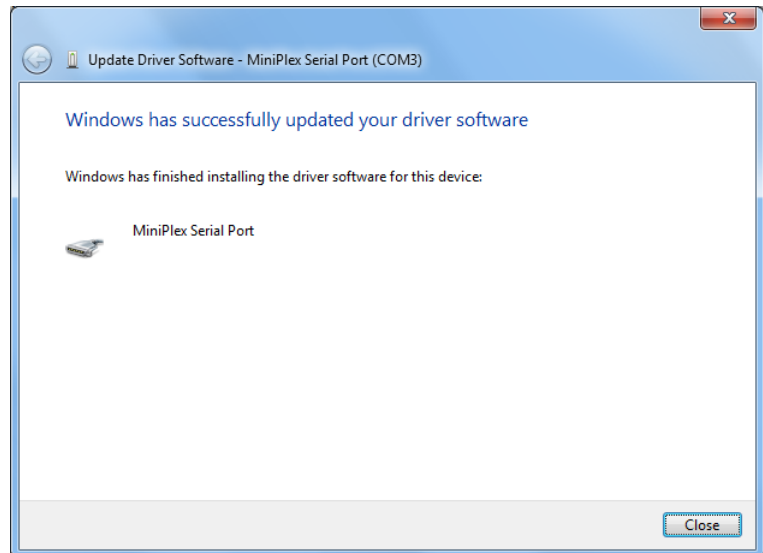 Update Driver Software - MiniPlex Serial Port (COM3)
Windows has successfully updated your driver software
Windows has finished installing the driver software for this device:
MiniPlex Serial Port
Close